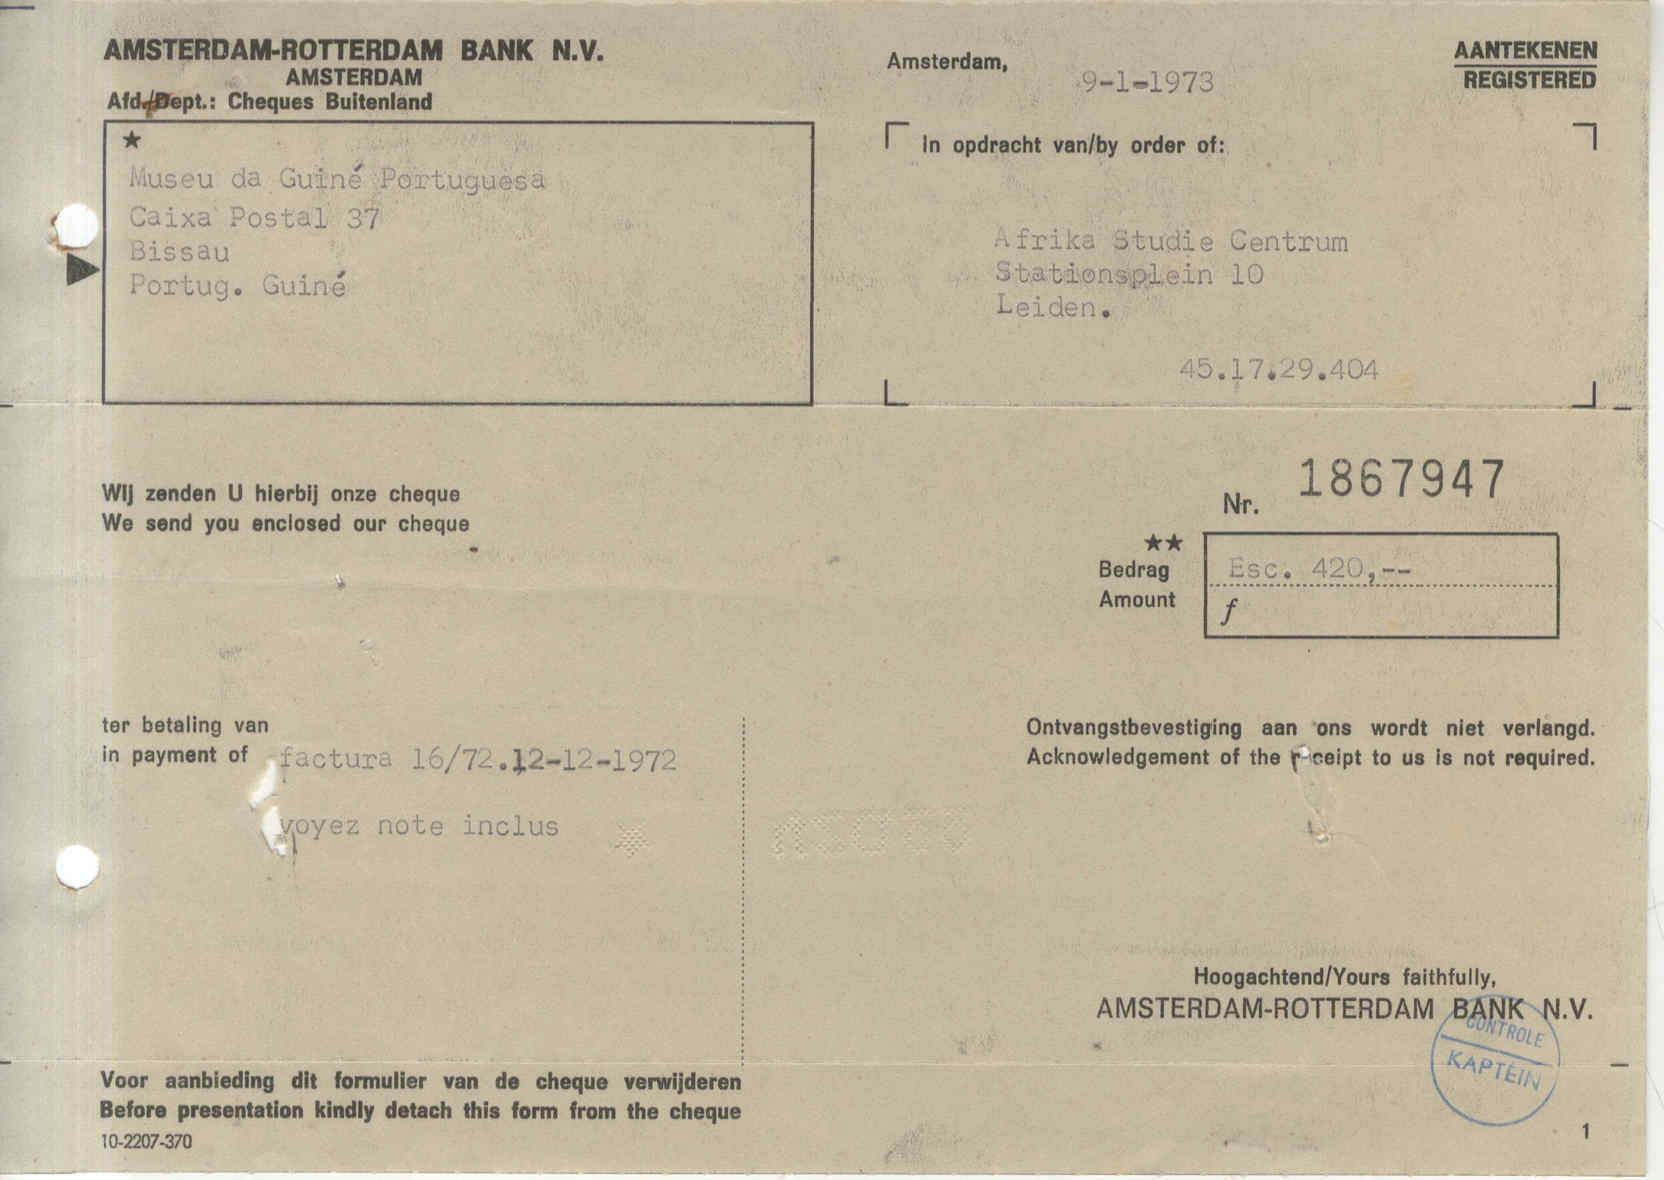 AMSTERDAM-ROTTERDAM BANK N.V.
AMSTERDAM
Afd./Dept.: Cheques Buitenland
Amsterdam,
9-1-1973
AANTEKENEN
REGISTERED
★
Museu da Guiné Portuguesa
Caixa Postal 37
Bissau
Portug. Guiné
In opdracht van/by order of:
Afrika Studie Centrum
Stationsplein 10
Leiden.
45.17.29.404
Wij zenden U hierbij onze cheque
We send you enclosed our cheque
Nr. 1867947
★★
Bedrag
Amount
Esc. 420,--
f
ter betaling van
in payment of factura 16/72.12-12-1972
voyez note inclus
Ontvangstbevestiging aan ons wordt niet verlangd.
Acknowledgement of the receipt to us is not required.
Hoogachtend/Yours faithfully,
AMSTERDAM-ROTTERDAM BANK N.V.
CONTROLE
KAPTEIN
Voor aanbieding dit formulier van de cheque verwijderen
Before presentation kindly detach this form from the cheque
10-2207-370
1